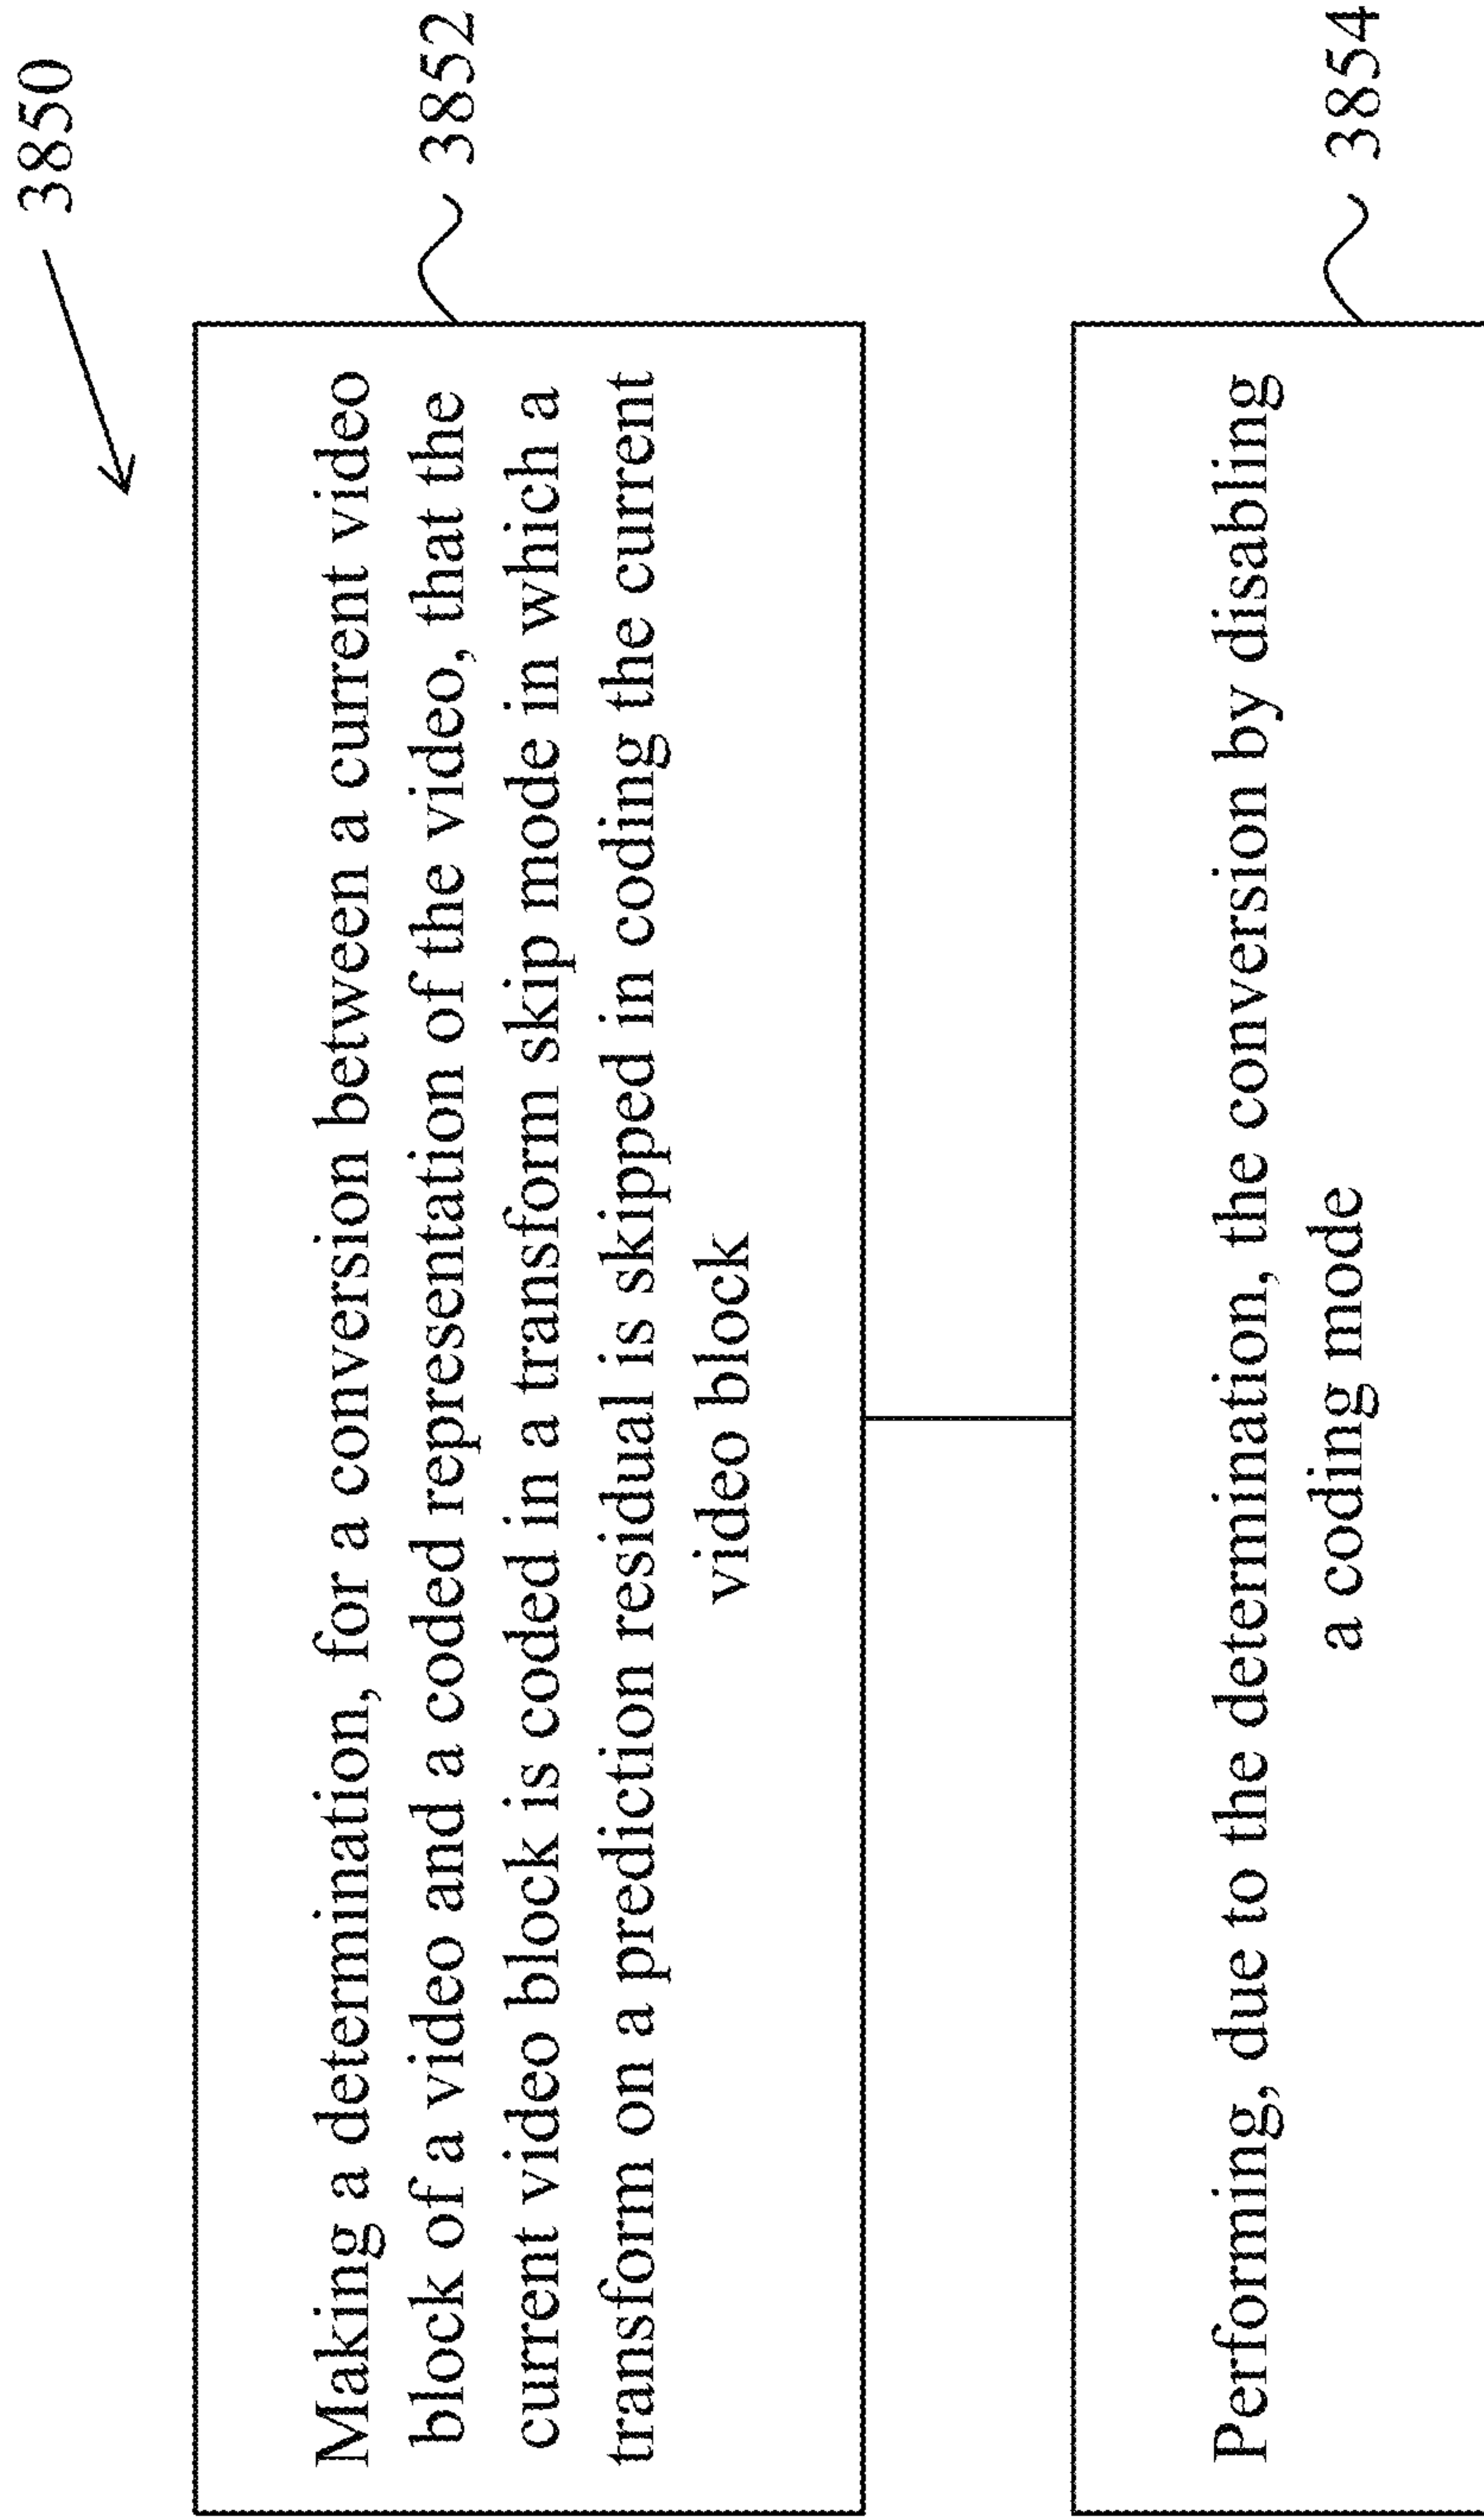 3850
Making a determination, for a conversion between a current video
block of a video and a coded representation of the video, that the
current video block is coded in a transform skip mode in which a
transform on a prediction residual is skipped in coding the current
video block
3852
Performing, due to the determination, the conversion by disabling
a coding mode
3854